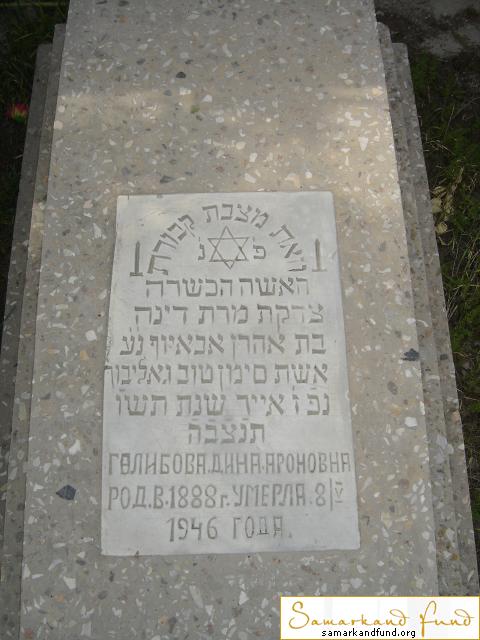 זאת מצבת קבורת
פ נ
האשה הכשרה
צדקת מרת דינה
בת אהרן אבאיוף נע
אשת סימן טוב גאליבוף
נפ ז אייר שנת תשו
תנצבה
ГОЛИБОВА.ДИНА.АРОНОВНА
РОД.В.1888 г. УМЕРЛА.8|V
1946 ГОДА.
Samarkand Fund
samarkandfund.org